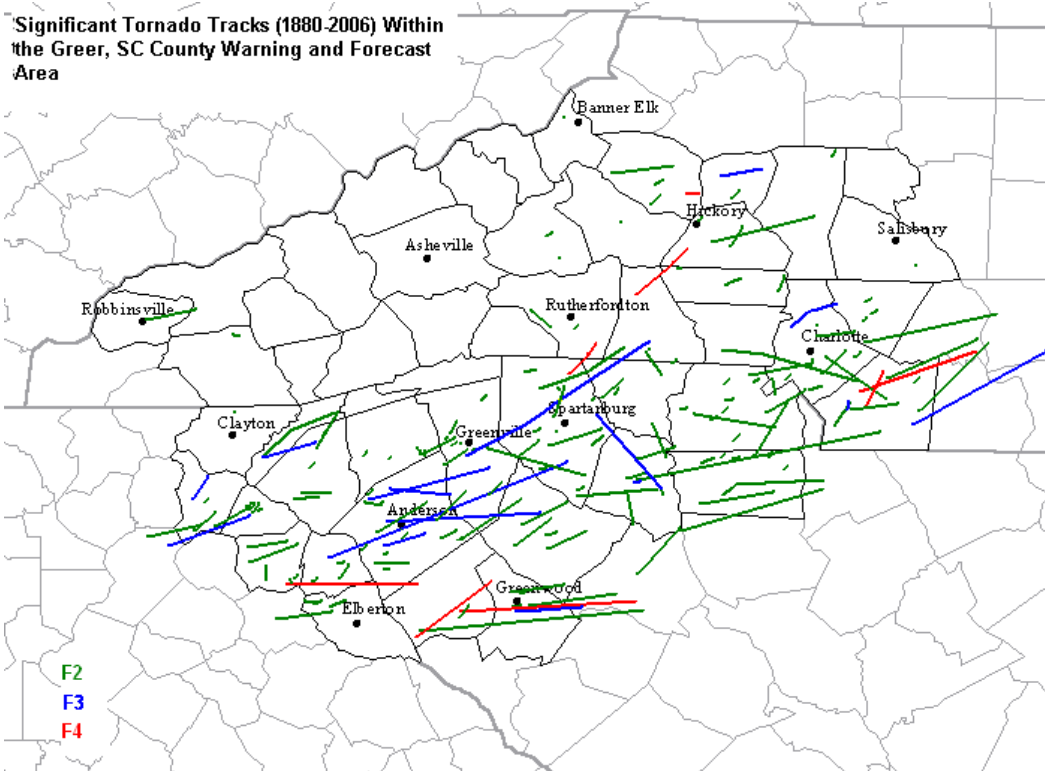 Significant Tornado Tracks (1880-2006) Within
the Greer, SC County Warning and Forecast
Area
Banner Elk
Hickory
Salisbury
Asheville
Robbinsville
Rutherfordton
Charlotte
Clayton
Spartanburg
Greenville
Anderson
Greenwood
Elberton
F2
F3
F4